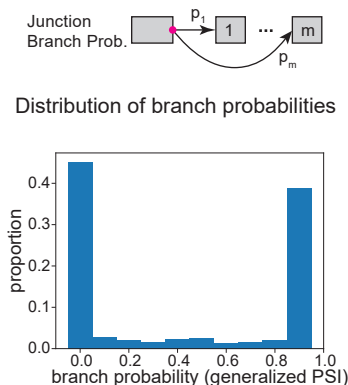 Junction
Branch Prob.
p1
1
...
m
pm
Distribution of branch probabilities
proportion
0.4
0.3
0.2
0.1
0.0
0.0 0.2 0.4 0.6 0.8 1.0
branch probability (generalized PSI)